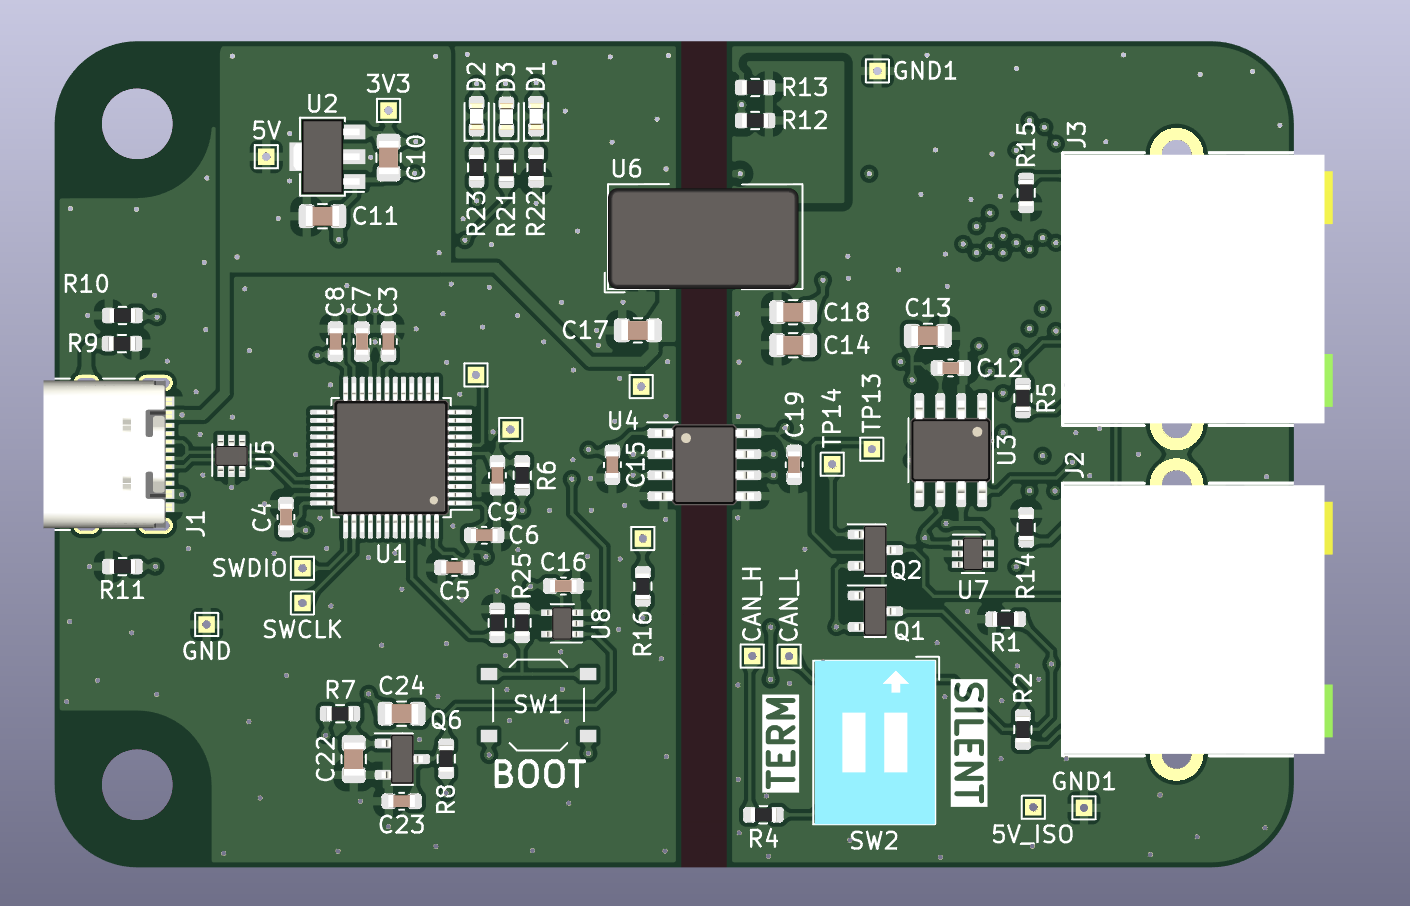 D2
D3
D1
3V3
GND1
R13
U2
5V
C10
R12
R15
J3
U6
C11
R23
R21
R22
R10
C8
C7
C3
C18
C13
C17
R9
C14
C12
R5
TP14
TP13
C19
U4
U3
U5
C15
R6
J2
C4
C9
J1
C6
U1
SWDIO
C16
Q2
R25
C5
R11
U7
R14
CAN_H
CAN_L
SWCLK
U8
R16
Q1
R1
GND
R7
C24
R2
SW1
Q6
TERM
SILENT
C22
BOOT
R8
GND1
C23
R4
SW2
5V_ISO